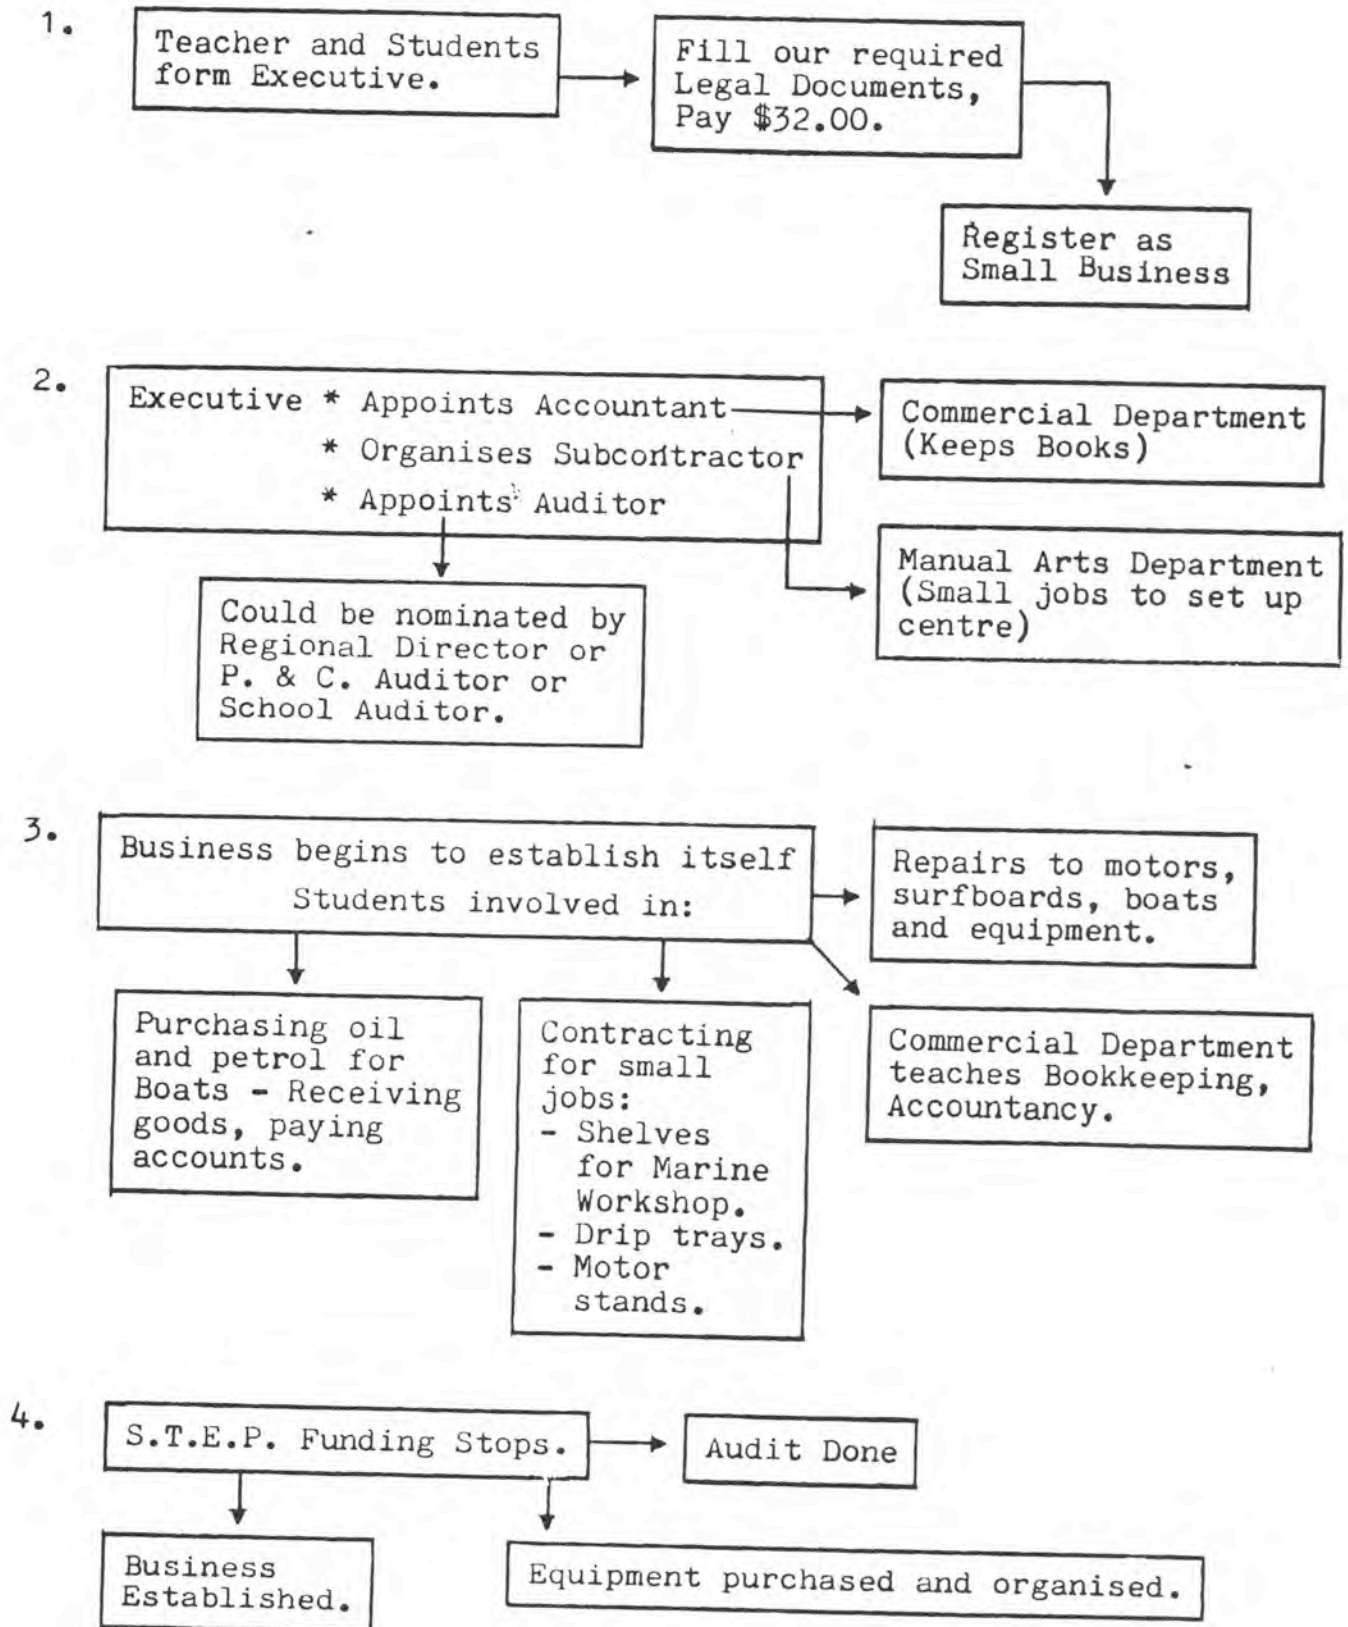 1.
Teacher and Students
form Executive.
Fill our required
Legal Documents,
Pay $32.00.
Register as
Small Business
2.
Executive * Appoints Accountant
* Organises Subcontractor
* Appoints Auditor
Commercial Department
(Keeps Books)
Manual Arts Department
(Small jobs to set up
centre)
Could be nominated by
Regional Director or
P. & C. Auditor or
School Auditor.
3.
Business begins to establish itself
Students involved in:
Repairs to motors,
surfboards, boats
and equipment.
Purchasing oil
and petrol for
Boats - Receiving
goods, paying
accounts.
Contracting
for small
jobs:
- Shelves
for Marine
Workshop.
- Drip trays.
- Motor
stands.
Commercial Department
teaches Bookkeeping,
Accountancy.
4.
S.T.E.P. Funding Stops.
Audit Done
Business
Established.
Equipment purchased and organised.